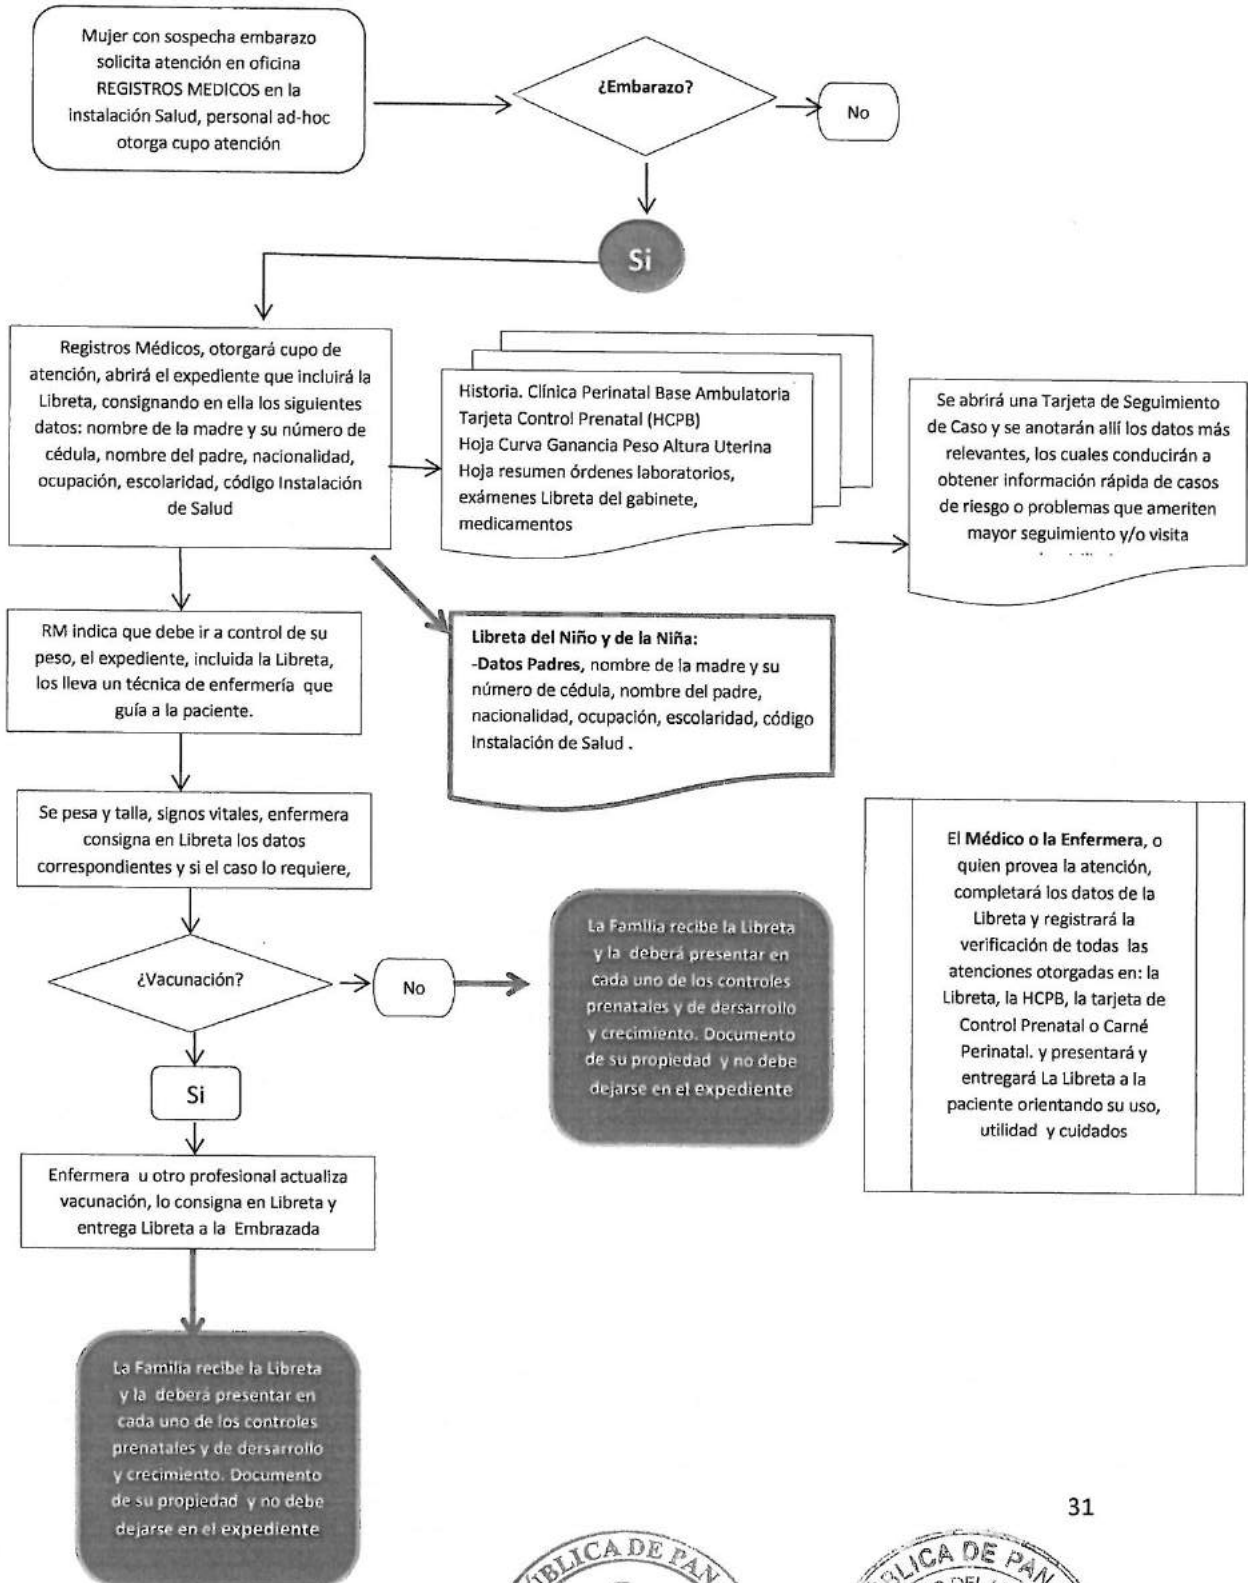 Mujer con sospecha embarazo
solicita atención en oficina
REGISTROS MEDICOS en la
instalación Salud, personal ad-hoc
otorga cupo atención
¿Embarazo?
No
Si
Registros Médicos, otorgará cupo de
atención, abrirá el expediente que incluirá la
Libreta, consignando en ella los siguientes
datos: nombre de la madre y su número de
cédula, nombre del padre, nacionalidad,
ocupación, escolaridad, código Instalación
de Salud
Historia. Clínica Perinatal Base Ambulatoria
Tarjeta Control Prenatal (HCPB)
Hoja Curva Ganancia Peso Altura Uterina
Hoja resumen órdenes laboratorios,
exámenes Libreta del gabinete,
medicamentos
Se abrirá una Tarjeta de Seguimiento
de Caso y se anotarán allí los datos más
relevantes, los cuales conducirán a
obtener información rápida de casos
de riesgo o problemas que ameriten
mayor seguimiento y/o visita
RM indica que debe ir a control de su
peso, el expediente, incluida la Libreta,
los lleva un técnica de enfermería que
guía a la paciente.
Libreta del Niño y de la Niña:
-Datos Padres, nombre de la madre y su
número de cédula, nombre del padre,
nacionalidad, ocupación, escolaridad, código
Instalación de Salud .
Se pesa y talla, signos vitales, enfermera
consigna en Libreta los datos
correspondientes y si el caso lo requiere,
El Médico o la Enfermera, o
quien provea la atención,
completará los datos de la
Libreta y registrará la
verificación de todas las
atenciones otorgadas en: la
Libreta, la HCPB, la tarjeta de
Control Prenatal o Carné
Perinatal. y presentará y
entregará La Libreta a la
paciente orientando su uso,
utilidad y cuidados
¿Vacunación?
No
La Familia recibe la Libreta
y la deberá presentar en
cada uno de los controles
prenatales y de dersarrollo
y crecimiento. Documento
de su propiedad y no debe
dejarse en el expediente
Si
Enfermera u otro profesional actualiza
vacunación, lo consigna en Libreta y
entrega Libreta a la Embrazada
La Familia recibe la Libreta
y la deberá presentar en
cada uno de los controles
prenatales y de dersarrollo
y crecimiento. Documento
de su propiedad y no debe
dejarse en el expediente
31
BLICA DE PAN
BLICA DE PAN